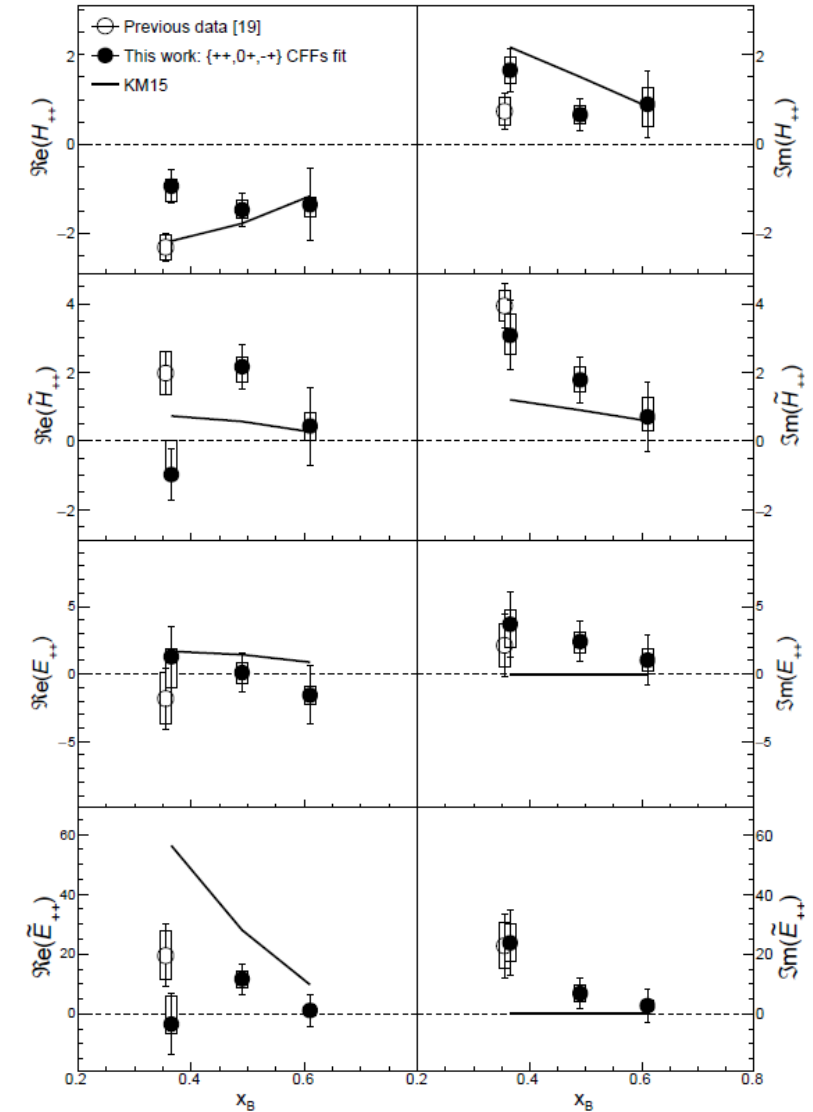 Previous data [19]
This work: {++,0+,-+} CFFs fit
KM15
ℜe(H₊₊)
2
0
−2
2
0
−2
ℑm(H₊₊)
ℜe(H̃₊₊)
4
2
0
−2
4
2
0
−2
ℑm(H̃₊₊)
ℜe(E₊₊)
5
0
−5
5
0
−5
ℑm(E₊₊)
ℜe(Ẽ₊₊)
60
40
20
0
60
40
20
0
ℑm(Ẽ₊₊)
0.2 0.4 0.6 0.2 0.4 0.6 0.8
x_B x_B